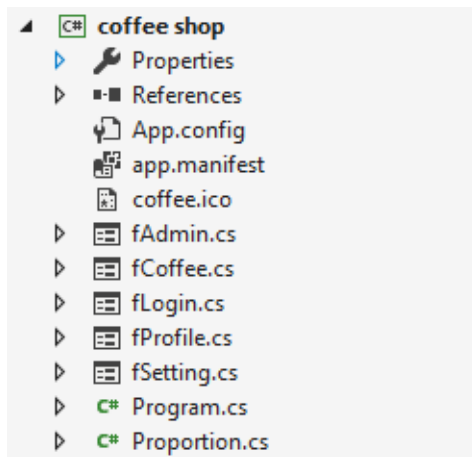 C# coffee shop
Properties
References
App.config
app.manifest
coffee.ico
fAdmin.cs
fCoffee.cs
fLogin.cs
fProfile.cs
fSetting.cs
C# Program.cs
C# Proportion.cs